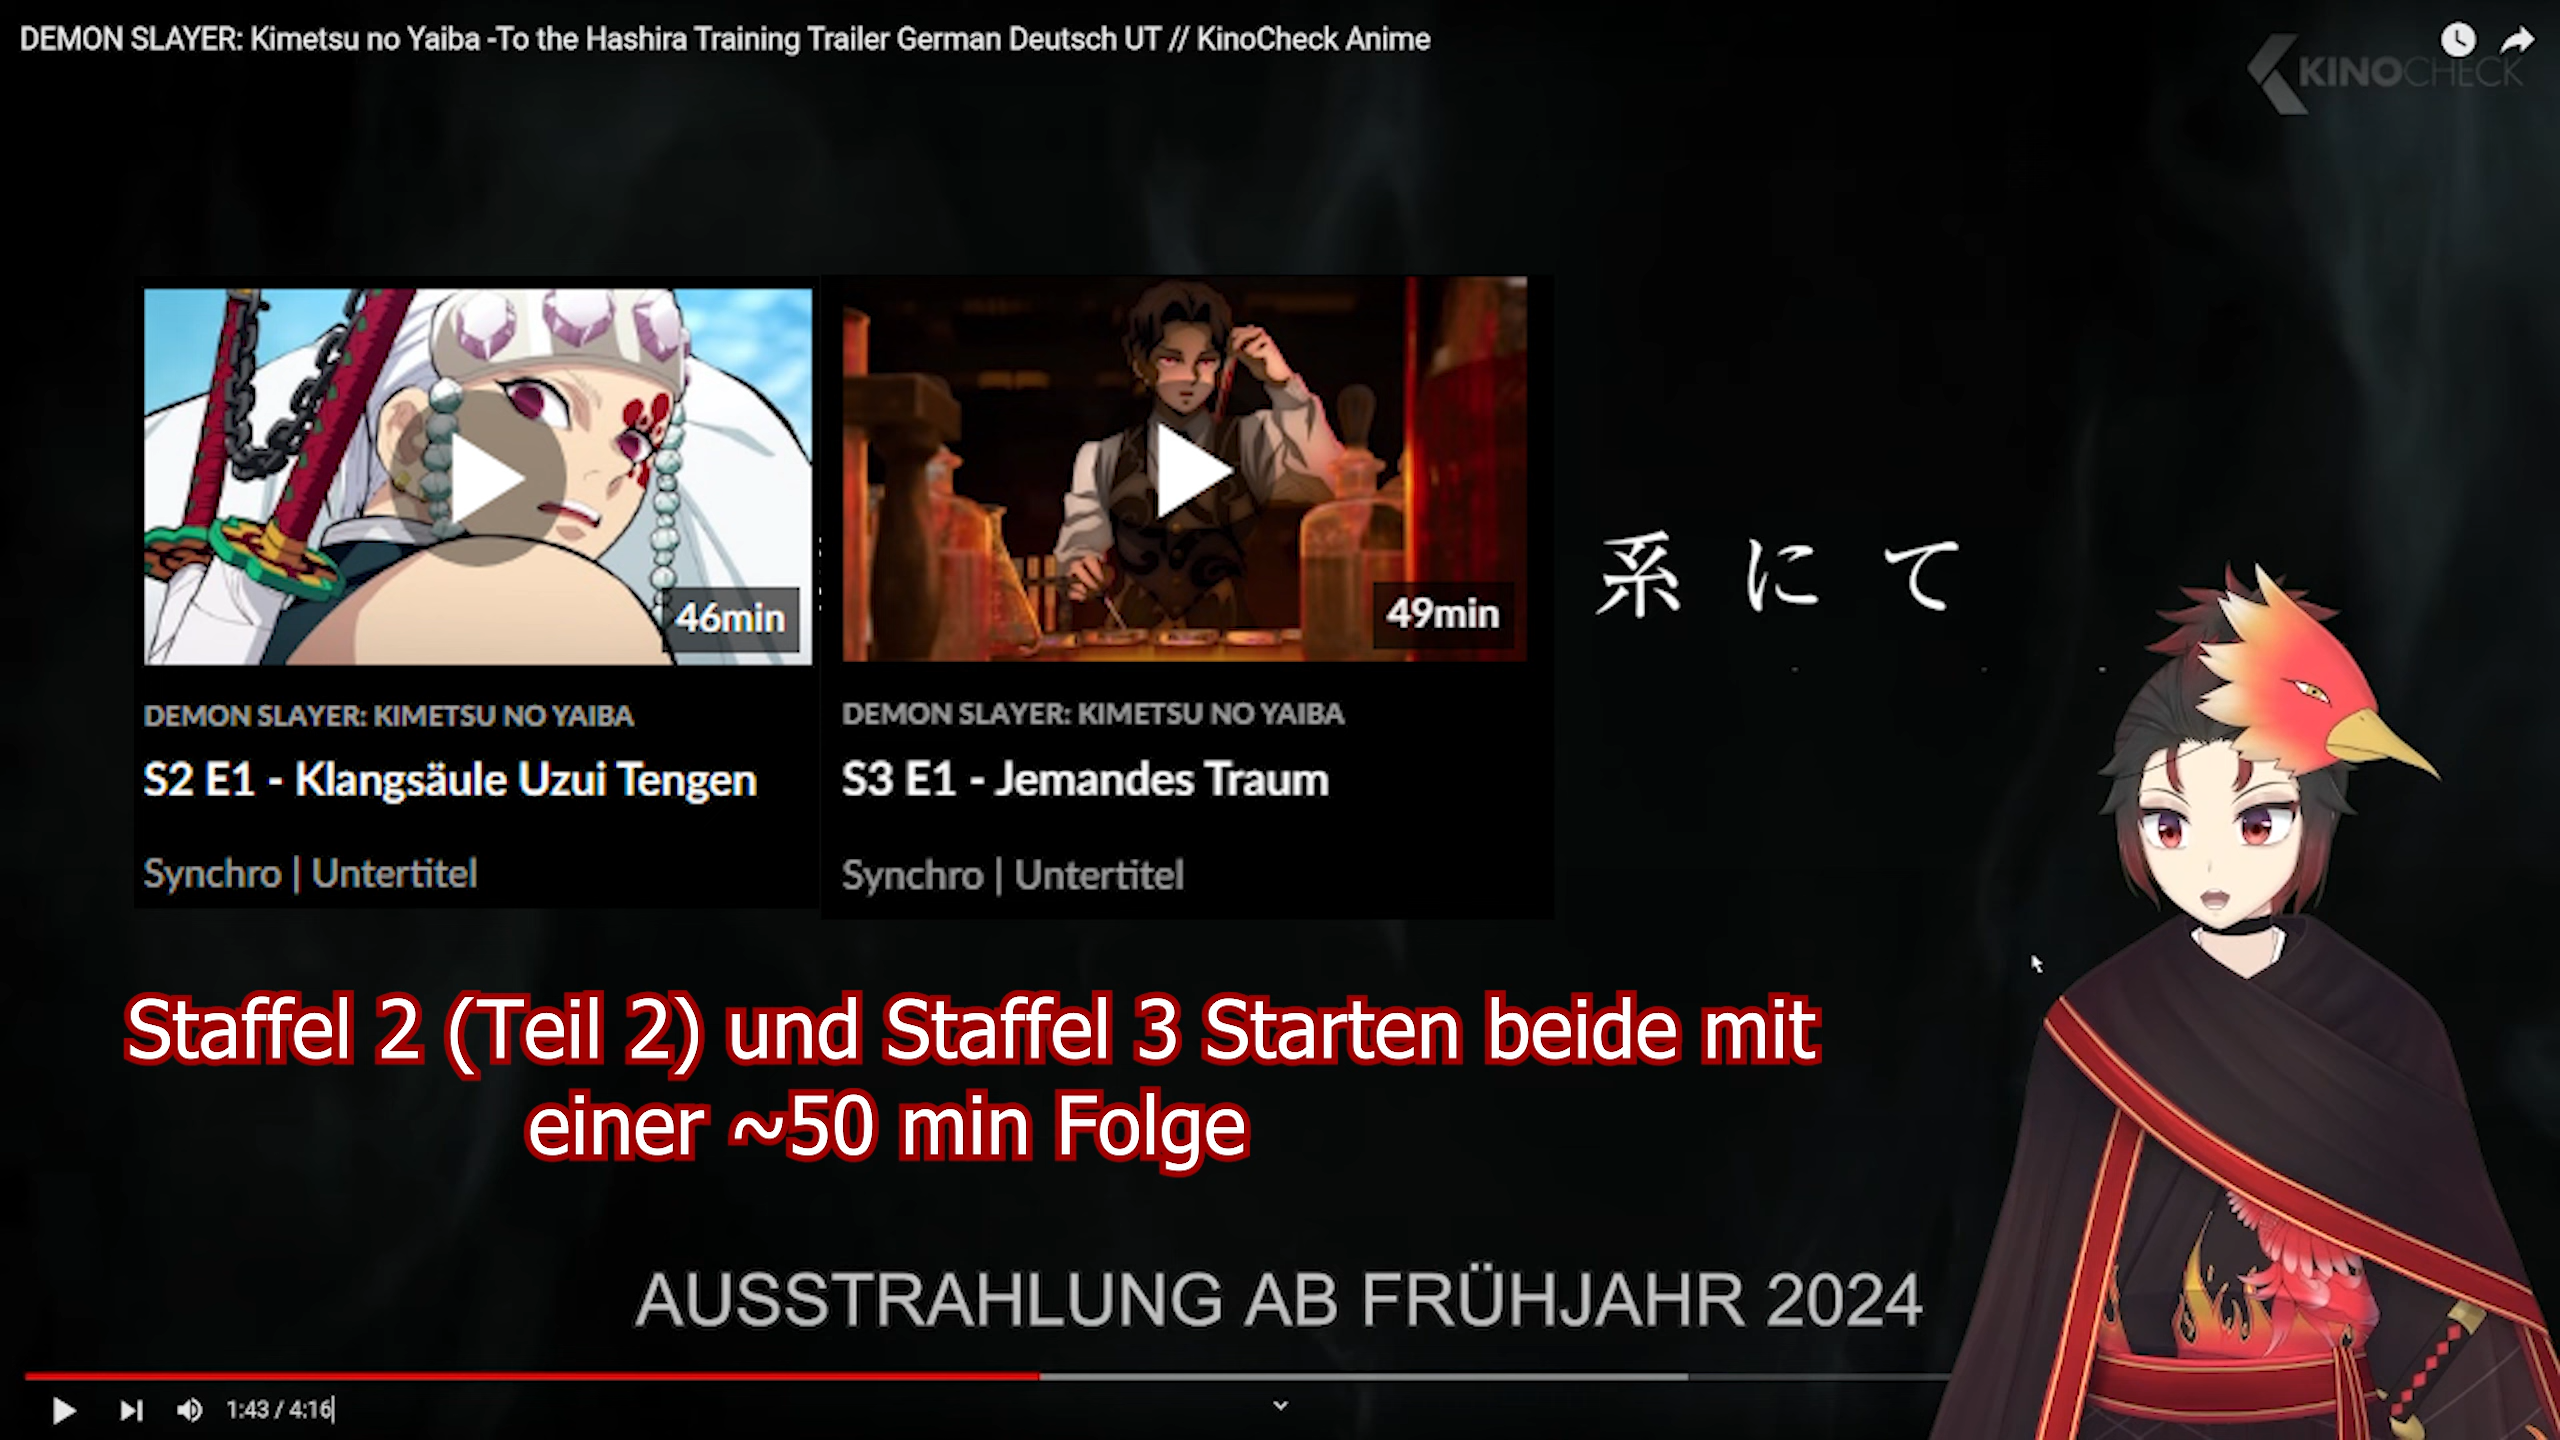 DEMON SLAYER: Kimetsu no Yaiba -To the Hashira Training Trailer German Deutsch UT // KinoCheck Anime
KINOCHECK
46min
49min
系にて
DEMON SLAYER: KIMETSU NO YAIBA
S2 E1 - Klangsäule Uzui Tengen
Synchro | Untertitel
DEMON SLAYER: KIMETSU NO YAIBA
S3 E1 - Jemandes Traum
Synchro | Untertitel
Staffel 2 (Teil 2) und Staffel 3 Starten beide mit
einer ~50 min Folge
AUSSTRAHLUNG AB FRÜHJAHR 2024
1:43 / 4:16